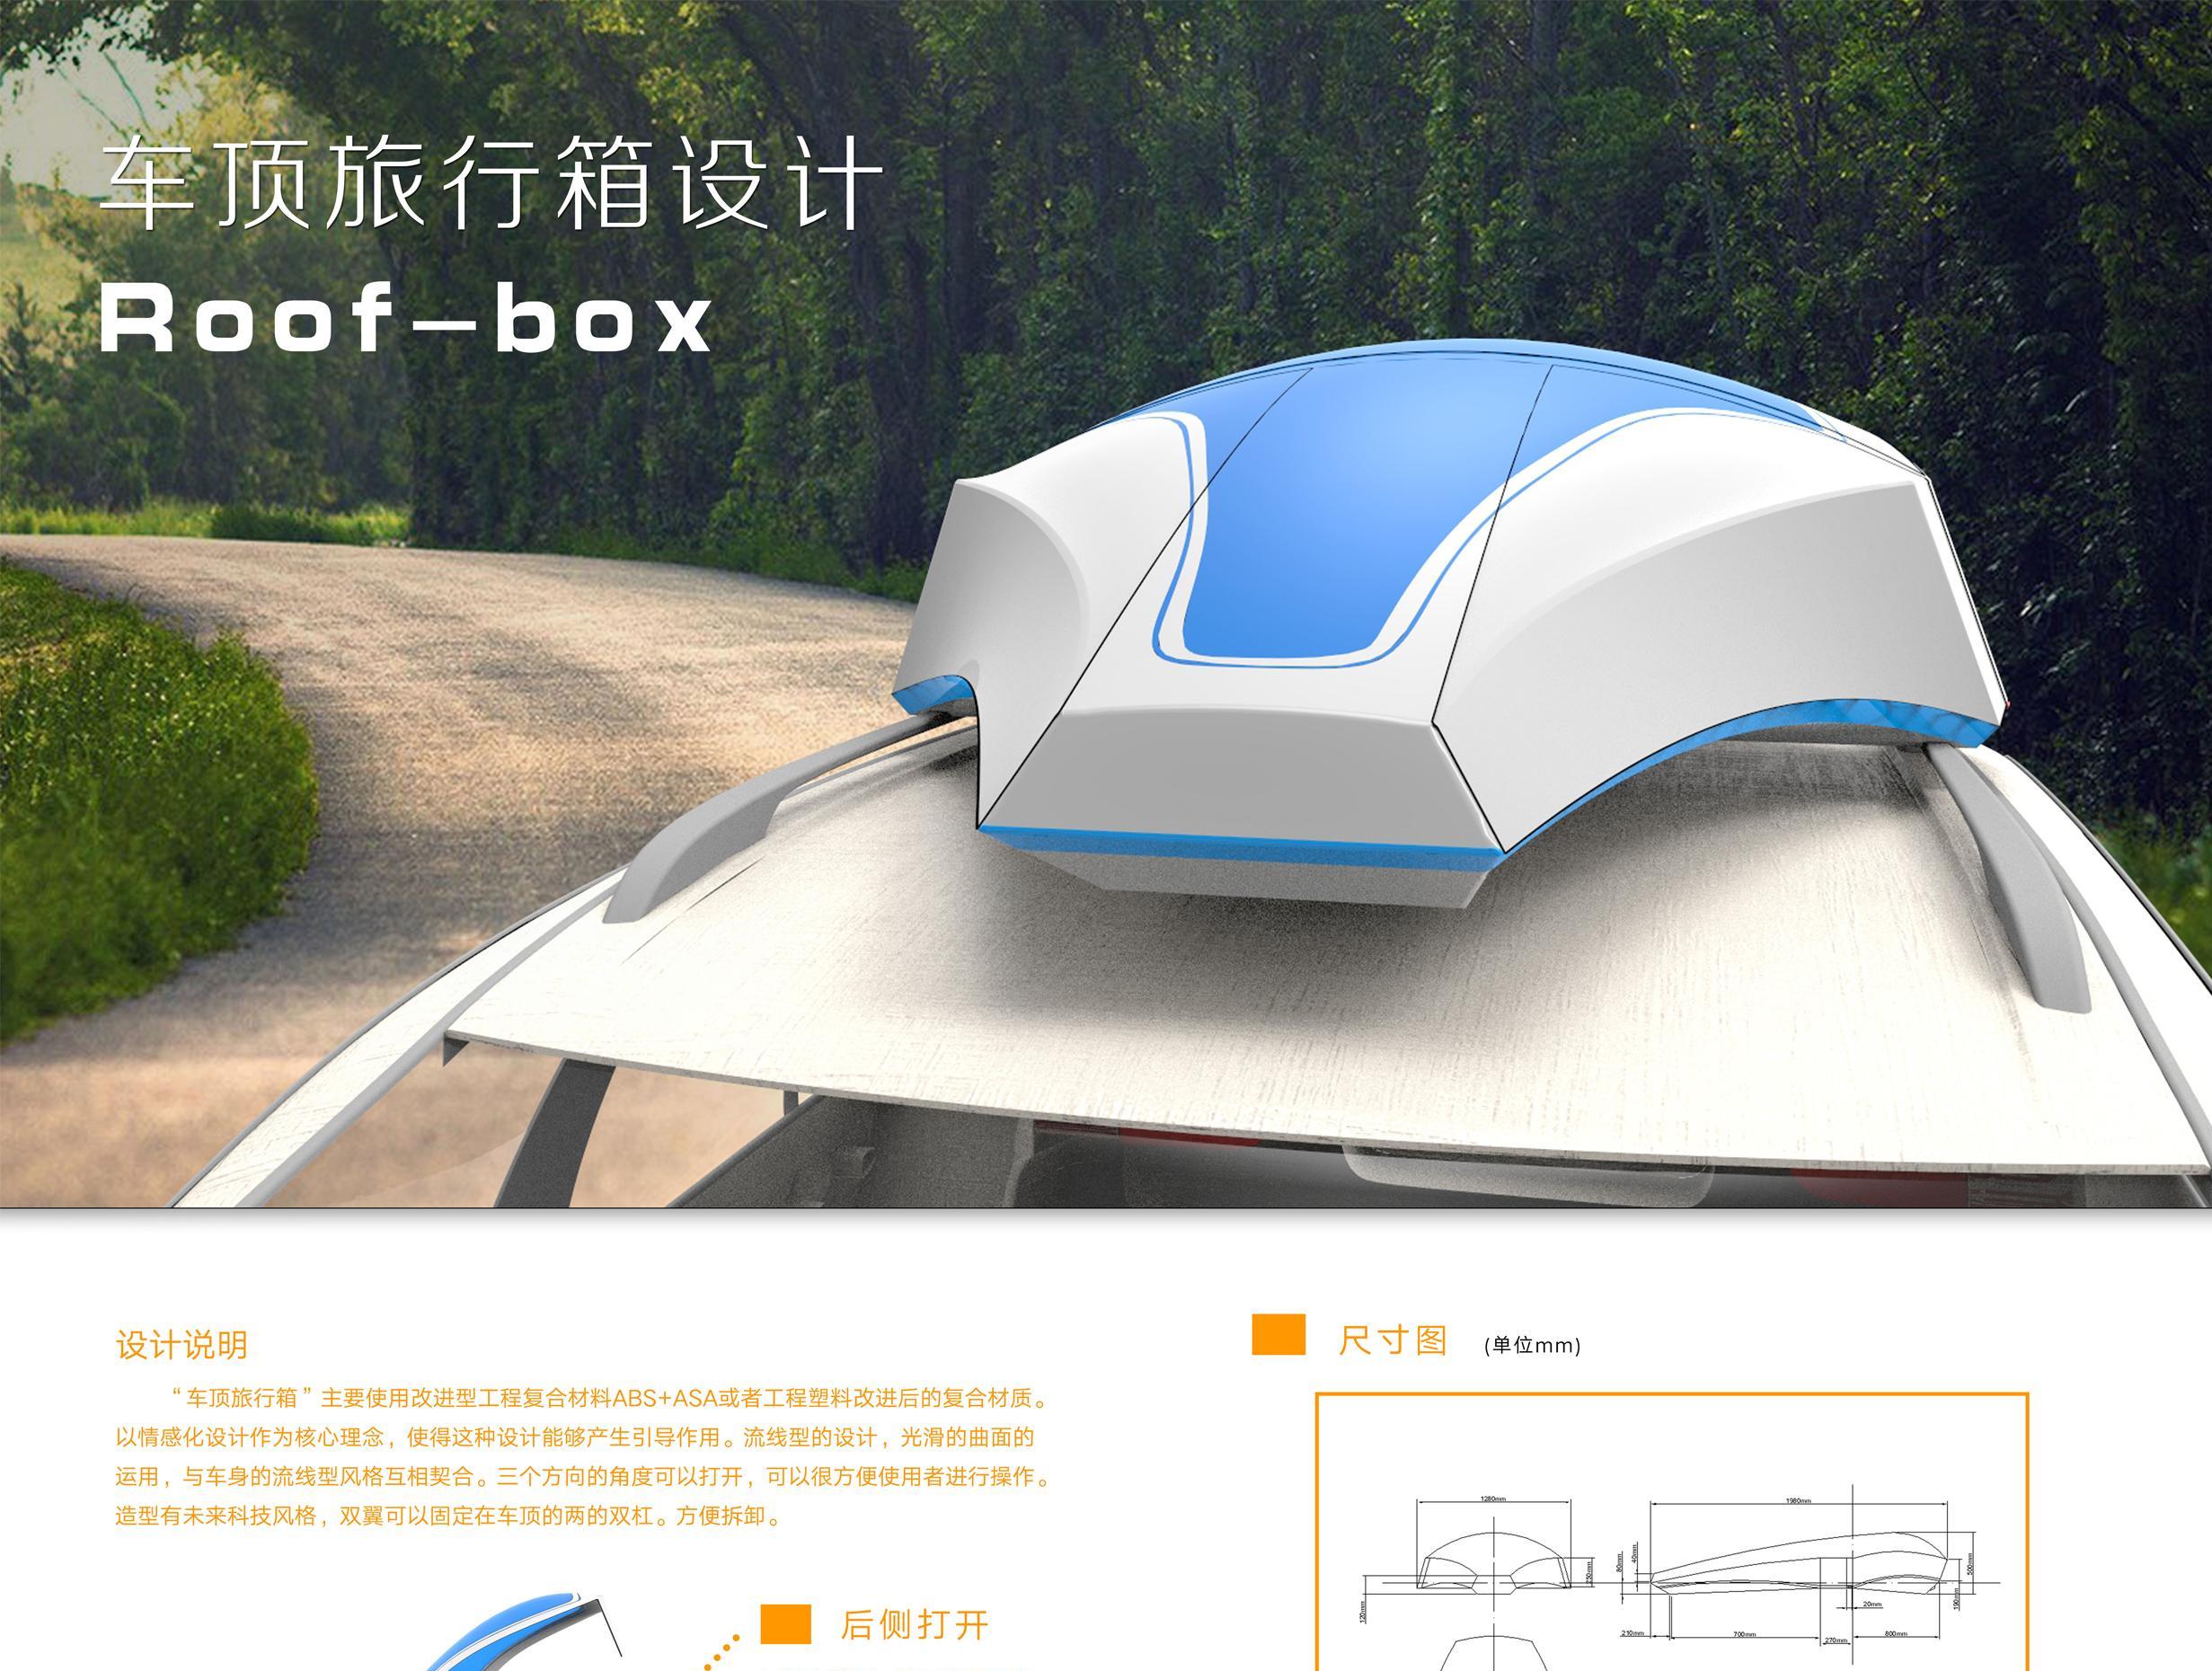 车顶旅行箱设计
Roof-box
设计说明
“车顶旅行箱”主要使用改进型工程复合材料ABS+ASA或者工程塑料改进后的复合材质。
以情感化设计作为核心理念，使得这种设计能够产生引导作用。流线型的设计，光滑的曲面的
运用，与车身的流线型风格互相契合。三个方向的角度可以打开，可以很方便使用者进行操作。
造型有未来科技风格，双翼可以固定在车顶的两的双杠。方便拆卸。
后侧打开
尺寸图 (单位mm)
1280mm
250mm
120mm
1980mm
80mm
40mm
500mm
190mm
20mm
210mm
700mm
270mm
800mm